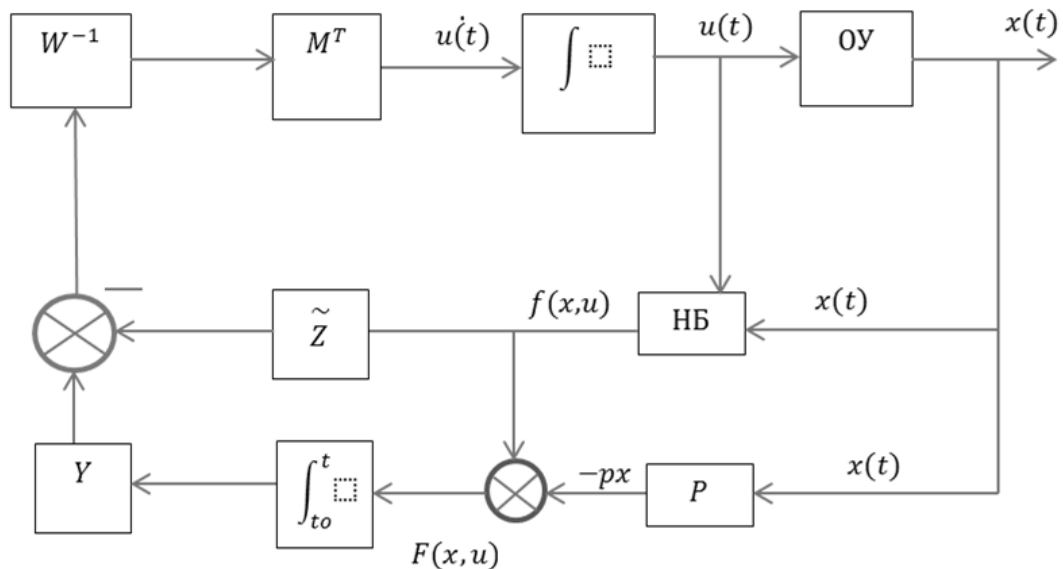 W⁻¹
Mᵀ
u̇(t)
∫ ⬚
u(t)
ОУ
x(t)
—
Z̃
f(x,u)
НБ
x(t)
Y
∫ₜₒᵗ ⬚
F(x,u)
−px
P
x(t)